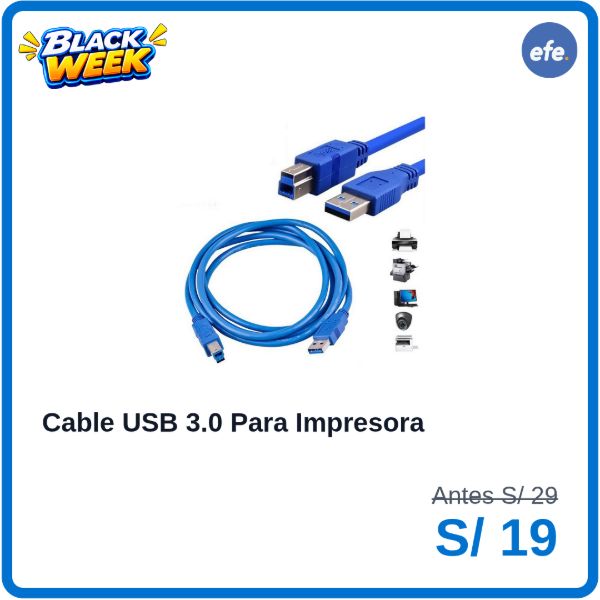 BLACK
WEEK
efe.
Cable USB 3.0 Para Impresora
Antes S/ 29
S/ 19